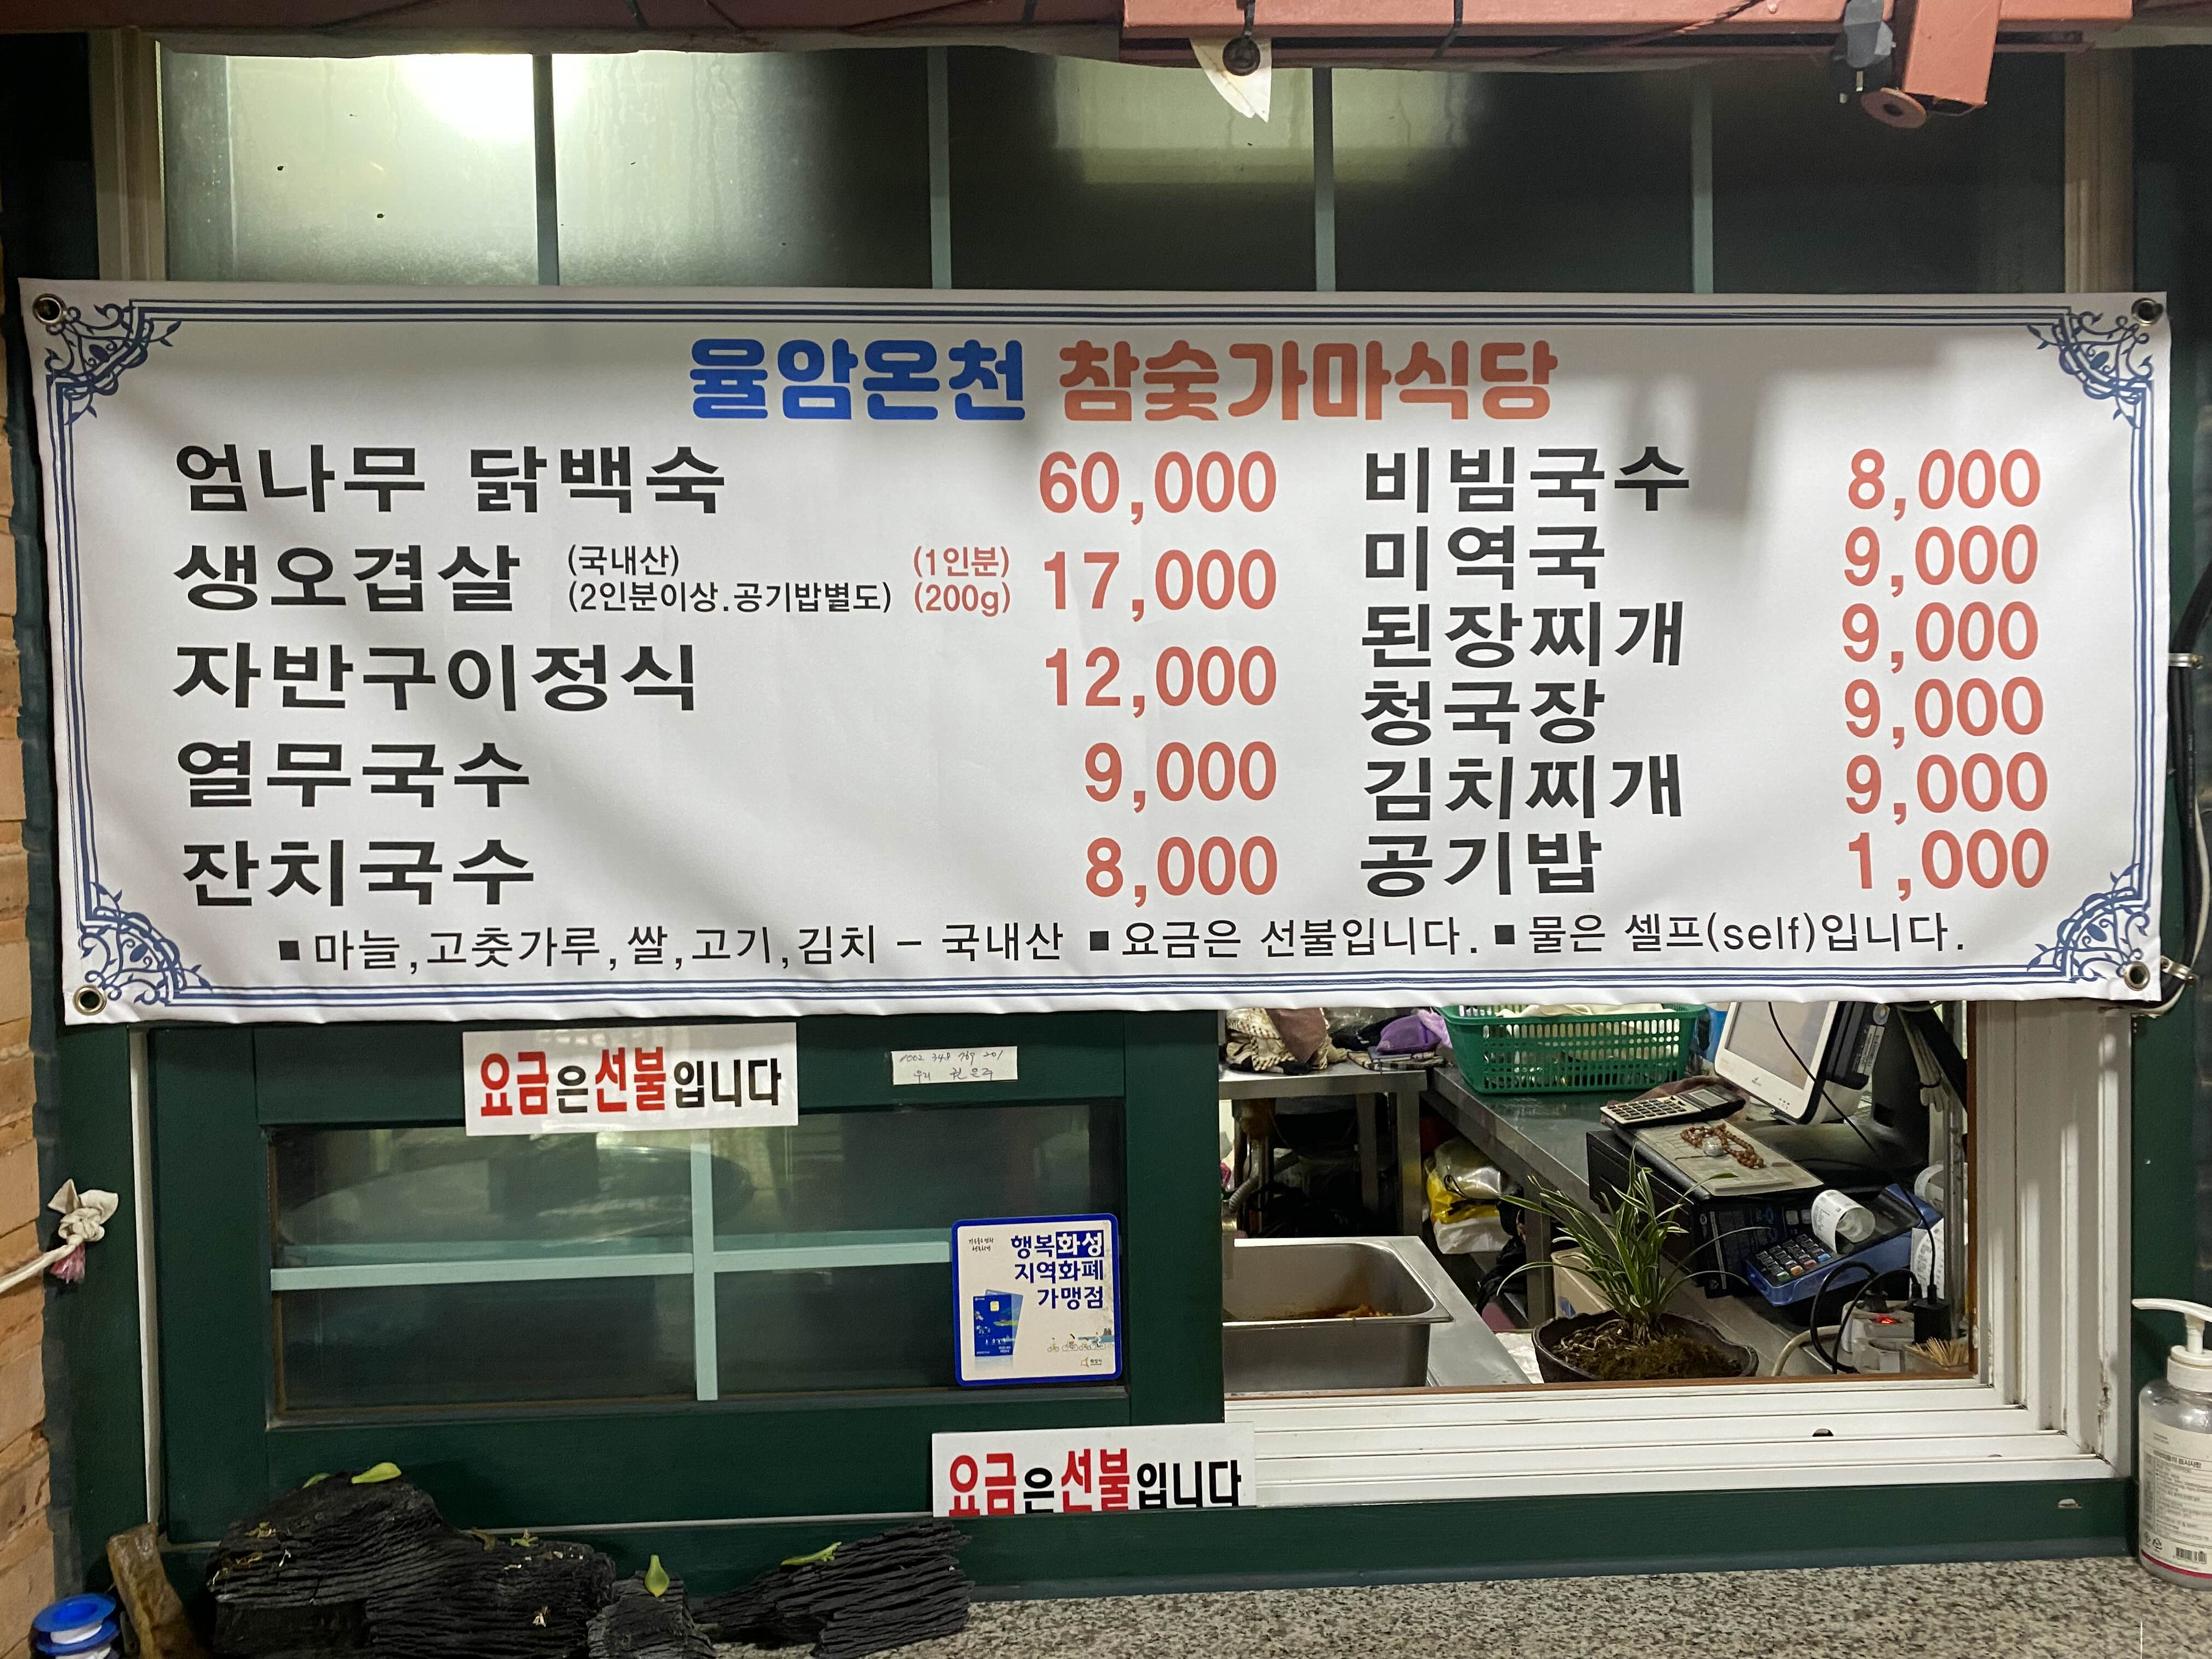 율암온천 참숯가마식당
엄나무 닭백숙 60,000
생오겹살 (국내산) (2인분이상.공기밥별도) (1인분) (200g) 17,000
자반구이정식 12,000
열무국수 9,000
잔치국수 8,000
비빔국수 8,000
미역국 9,000
된장찌개 9,000
청국장 9,000
김치찌개 9,000
공기밥 1,000
■ 마늘,고춧가루,쌀,고기,김치 - 국내산 ■ 요금은 선불입니다. ■ 물은 셀프(self)입니다.
요금은선불입니다
행복화성
지역화폐
가맹점
요금은선불입니다